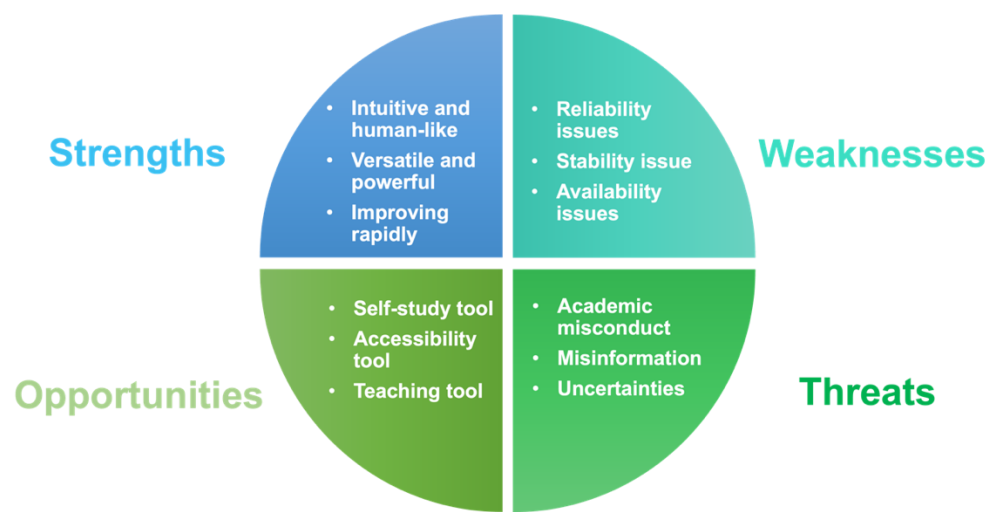 Strengths
• Intuitive and
human-like
• Versatile and
powerful
• Improving
rapidly
Weaknesses
• Reliability
issues
• Stability issue
• Availability
issues
Opportunities
• Self-study tool
• Accessibility
tool
• Teaching tool
Threats
• Academic
misconduct
• Misinformation
• Uncertainties